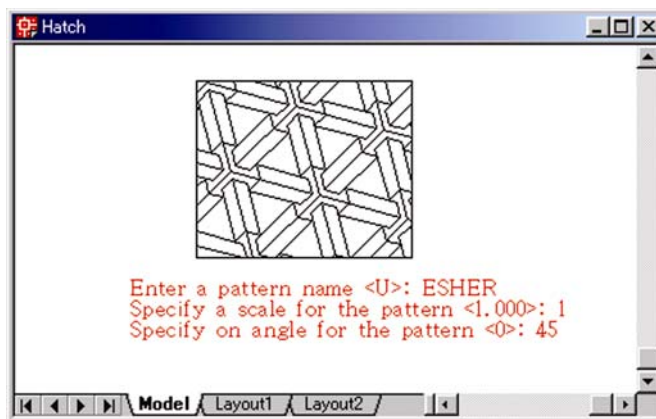 Hatch
Enter a pattern name <U>: ESHER
Specify a scale for the pattern <1.000>: 1
Specify on angle for the pattern <0>: 45
Model Layout1 Layout2